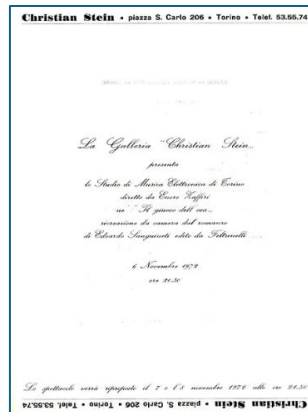 Christian Stein • piazza S. Carlo 206 • Torino • Telef. 53.55.74
La Galleria "Christian Stein"
presenta
lo Studio di Musica Elettronica di Torino
diretto da Enore Zaffiri
in "Il giuoco dell'oca"
ricreazione da camera dal romanzo
di Edoardo Sanguineti edito da Feltrinelli
6 Novembre 1972
ore 21.30
Lo spettacolo verrà riproposto il 7 e l'8 novembre 1972 alle ore 21.30
Christian Stein • piazza S. Carlo 206 • Torino • Telef. 53.55.74